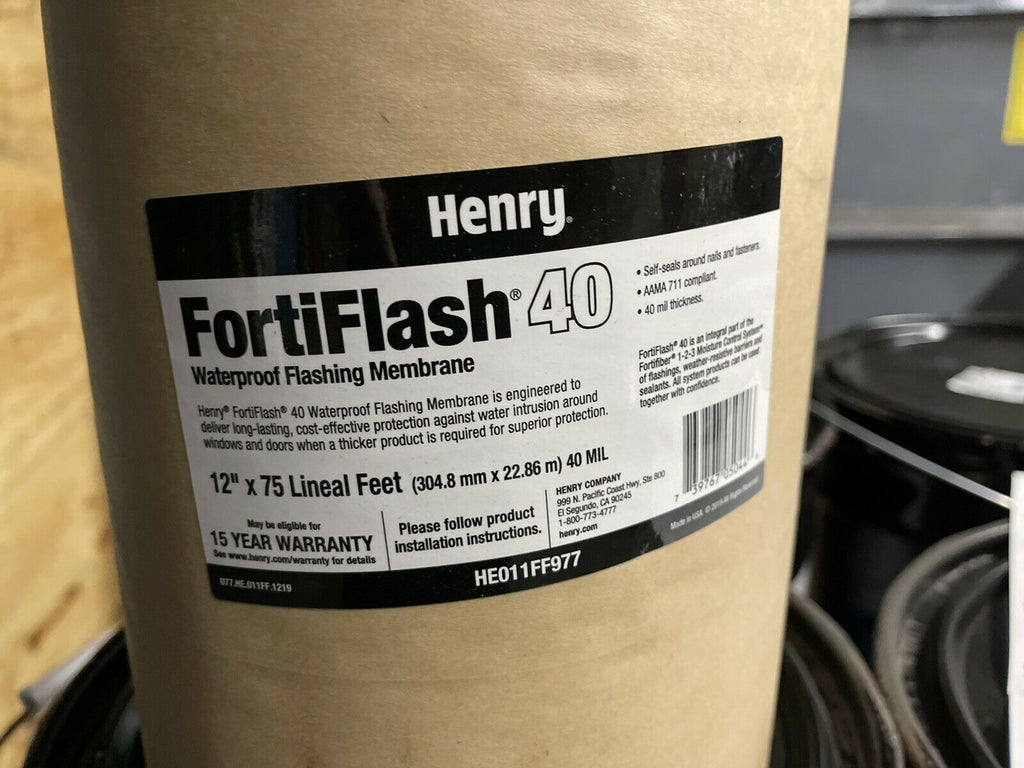 Henry®
FortiFlash® 40
Waterproof Flashing Membrane
Henry® FortiFlash® 40 Waterproof Flashing Membrane is engineered to
deliver long-lasting, cost-effective protection against water intrusion around
windows and doors when a thicker product is required for superior protection.
12" x 75 Lineal Feet (304.8 mm x 22.86 m) 40 MIL
May be eligible for
15 YEAR WARRANTY
See www.henry.com/warranty for details
Please follow product
installation instructions.
HENRY COMPANY
999 N. Pacific Coast Hwy, Ste 800
El Segundo, CA 90245
1-800-773-4777
henry.com
• Self-seals around nails and fasteners.
• AAMA 711 compliant.
• 40 mil thickness.
FortiFlash® 40 is an integral part of the
Fortifiber® 1-2-3 Moisture Control System™
of flashings, weather-resistive barriers and
sealants. All system products can be used
together with confidence.
7 39767 05044
Made in USA. © 2019 All Rights Reserved.
077.HE.011FF.1219
HE011FF977